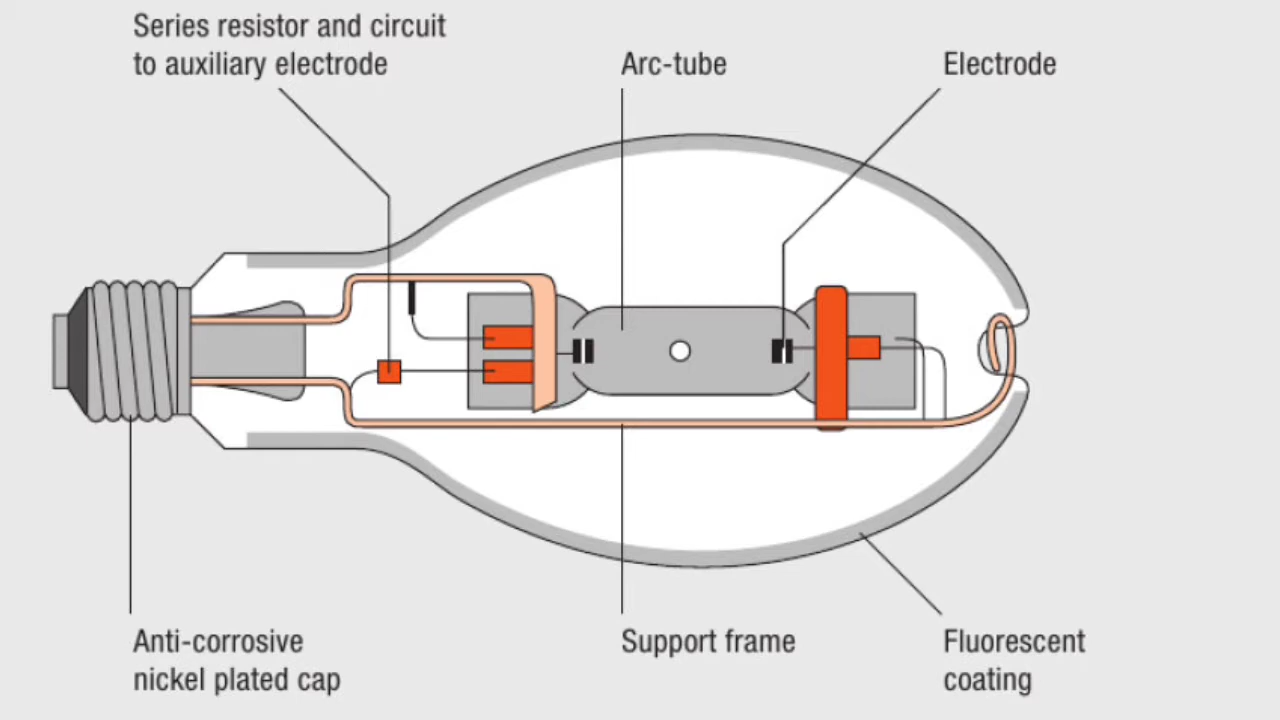 Series resistor and circuit
to auxiliary electrode
Arc-tube
Electrode
Anti-corrosive
nickel plated cap
Support frame
Fluorescent
coating